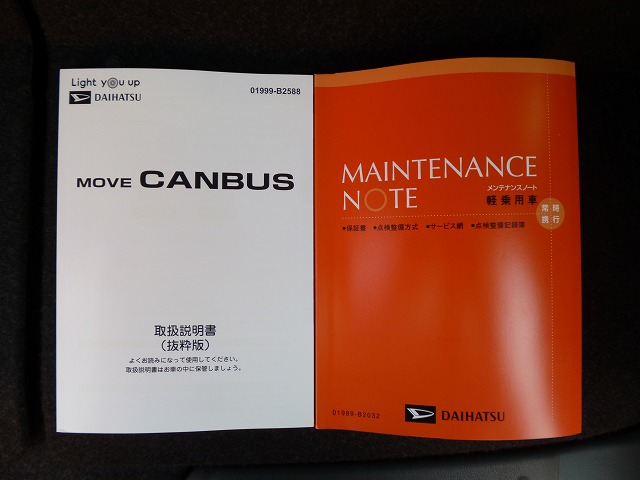 Light you up
DAIHATSU
01999-B2588
MOVE CANBUS
取扱説明書
（抜粋版）
よくお読みになって使用してください。
取扱説明書はお車の中に保管しましょう。
MAINTENANCE
NOTE
メンテナンスノート
軽乗用車
常時
携行
●保証書 ●点検整備方式 ●サービス網 ●点検整備記録簿
01989-B2032
DAIHATSU